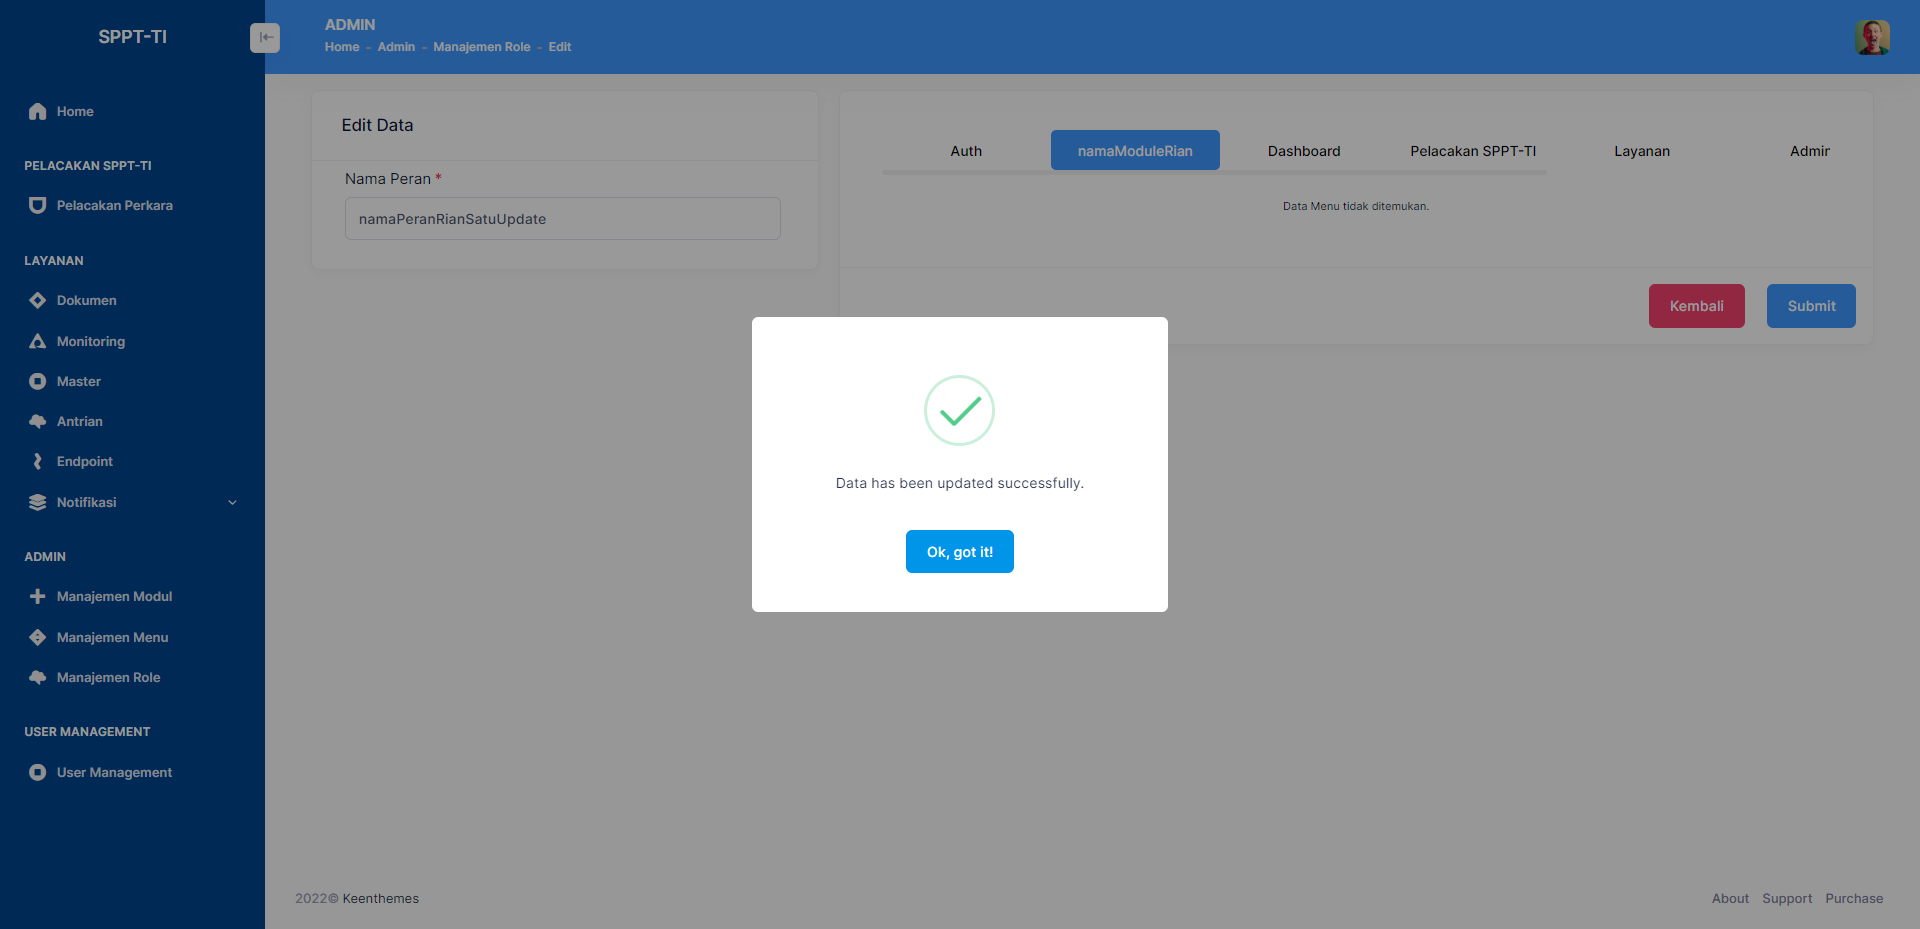 SPPT-TI
ADMIN
Home - Admin - Manajemen Role - Edit
Home
PELACAKAN SPPT-TI
Pelacakan Perkara
LAYANAN
Dokumen
Monitoring
Master
Antrian
Endpoint
Notifikasi
ADMIN
Manajemen Modul
Manajemen Menu
Manajemen Role
USER MANAGEMENT
User Management
Edit Data
Nama Peran *
namaPeranRianSatuUpdate
Auth namaModuleRian Dashboard Pelacakan SPPT-TI Layanan Admin
Data Menu tidak ditemukan.
Kembali Submit
Data has been updated successfully.
Ok, got it!
2022© Keenthemes
About Support Purchase